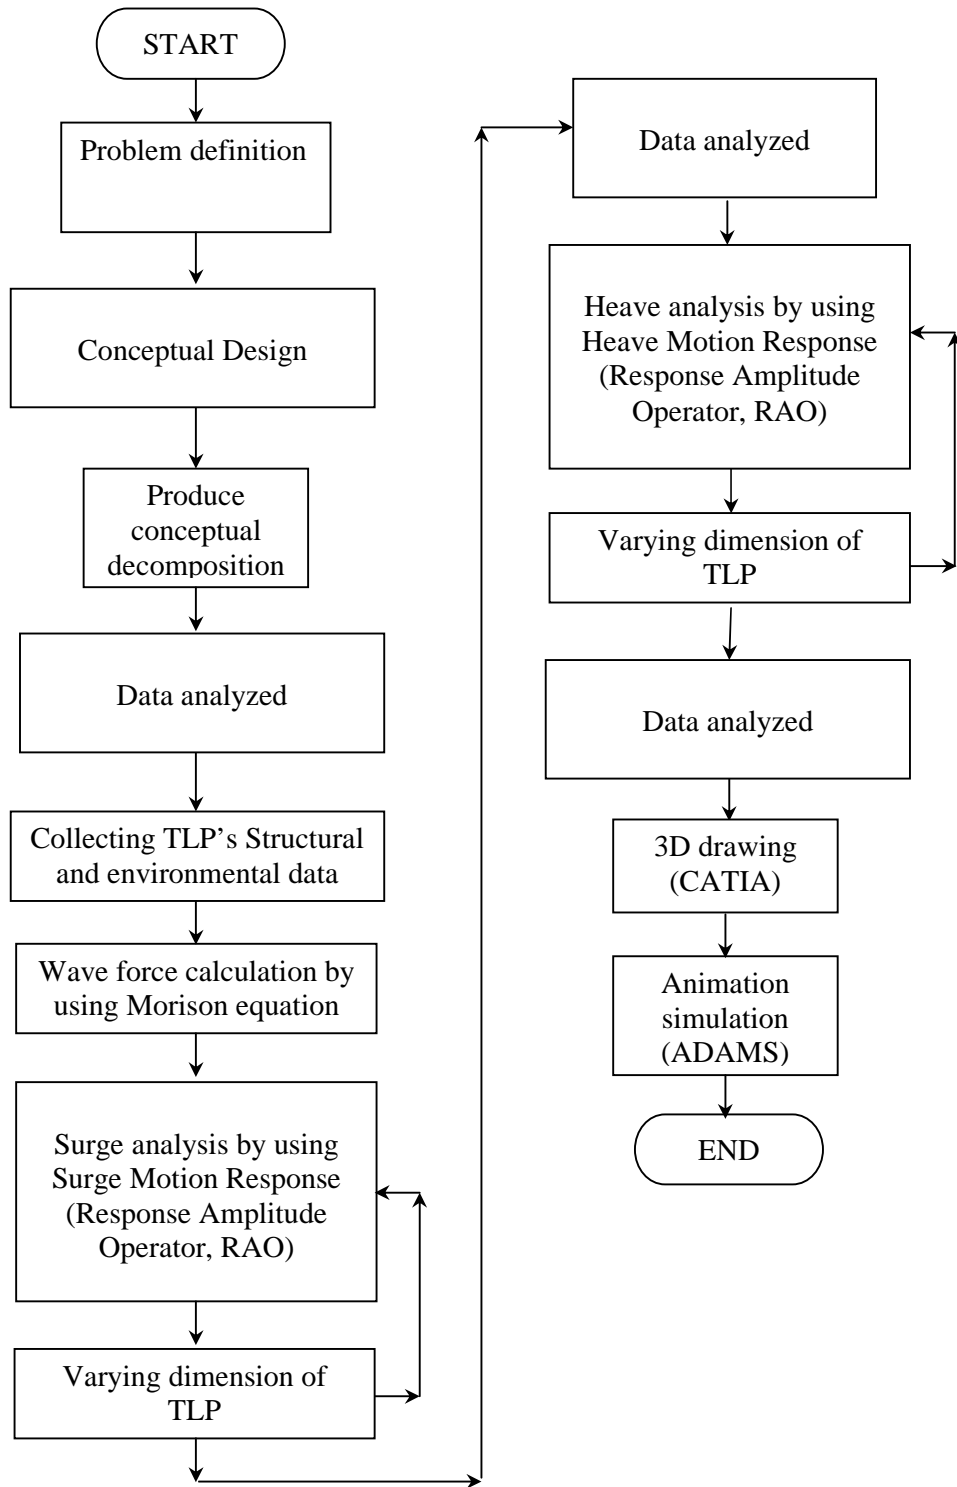 START
Problem definition
Conceptual Design
Produce
conceptual
decomposition
Data analyzed
Collecting TLP’s Structural
and environmental data
Wave force calculation by
using Morison equation
Surge analysis by using
Surge Motion Response
(Response Amplitude
Operator, RAO)
Varying dimension of
TLP
Data analyzed
Heave analysis by using
Heave Motion Response
(Response Amplitude
Operator, RAO)
Varying dimension of
TLP
Data analyzed
3D drawing
(CATIA)
Animation
simulation
(ADAMS)
END